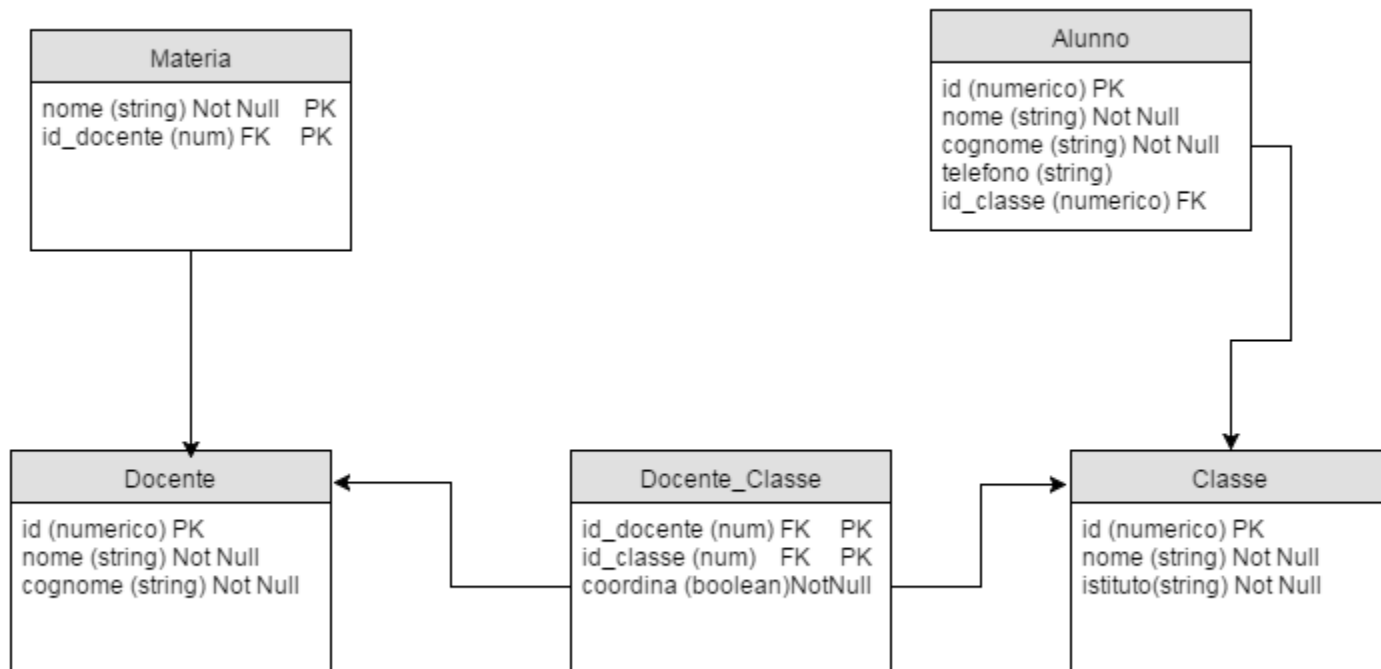 Materia
nome (string) Not Null PK
id_docente (num) FK PK
Alunno
id (numerico) PK
nome (string) Not Null
cognome (string) Not Null
telefono (string)
id_classe (numerico) FK
Docente
id (numerico) PK
nome (string) Not Null
cognome (string) Not Null
Docente_Classe
id_docente (num) FK PK
id_classe (num) FK PK
coordina (boolean)NotNull
Classe
id (numerico) PK
nome (string) Not Null
istituto(string) Not Null